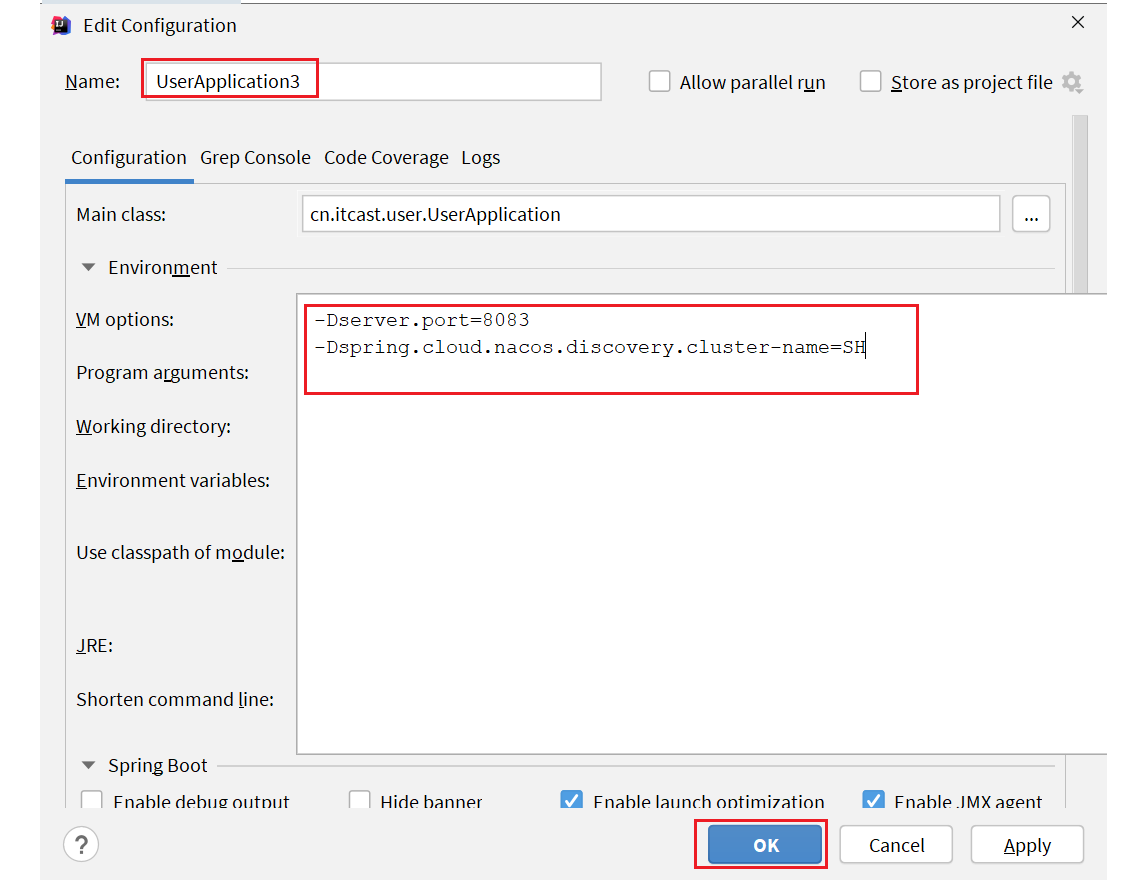 Edit Configuration
Name: UserApplication3 Allow parallel run Store as project file
Configuration Grep Console Code Coverage Logs
Main class: cn.itcast.user.UserApplication ...
Environment
VM options: -Dserver.port=8083
-Dspring.cloud.nacos.discovery.cluster-name=SH
Program arguments:
Working directory:
Environment variables:
Use classpath of module:
JRE:
Shorten command line:
Spring Boot
Enable debug output Hide banner Enable launch optimization Enable JMX agent
? OK Cancel Apply